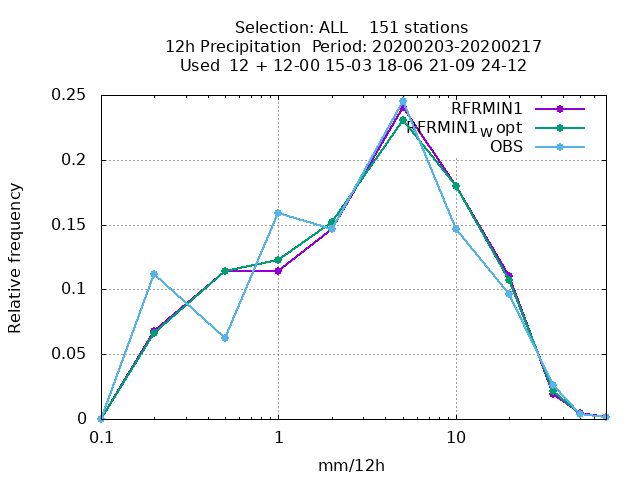 Selection: ALL    151 stations
12h Precipitation  Period: 20200203-20200217
Used  12 + 12-00 15-03 18-06 21-09 24-12
RFRMIN1
RFRMIN1w opt
OBS
0.25
0.2
0.15
0.1
0.05
0
Relative frequency
0.1 1 10
mm/12h